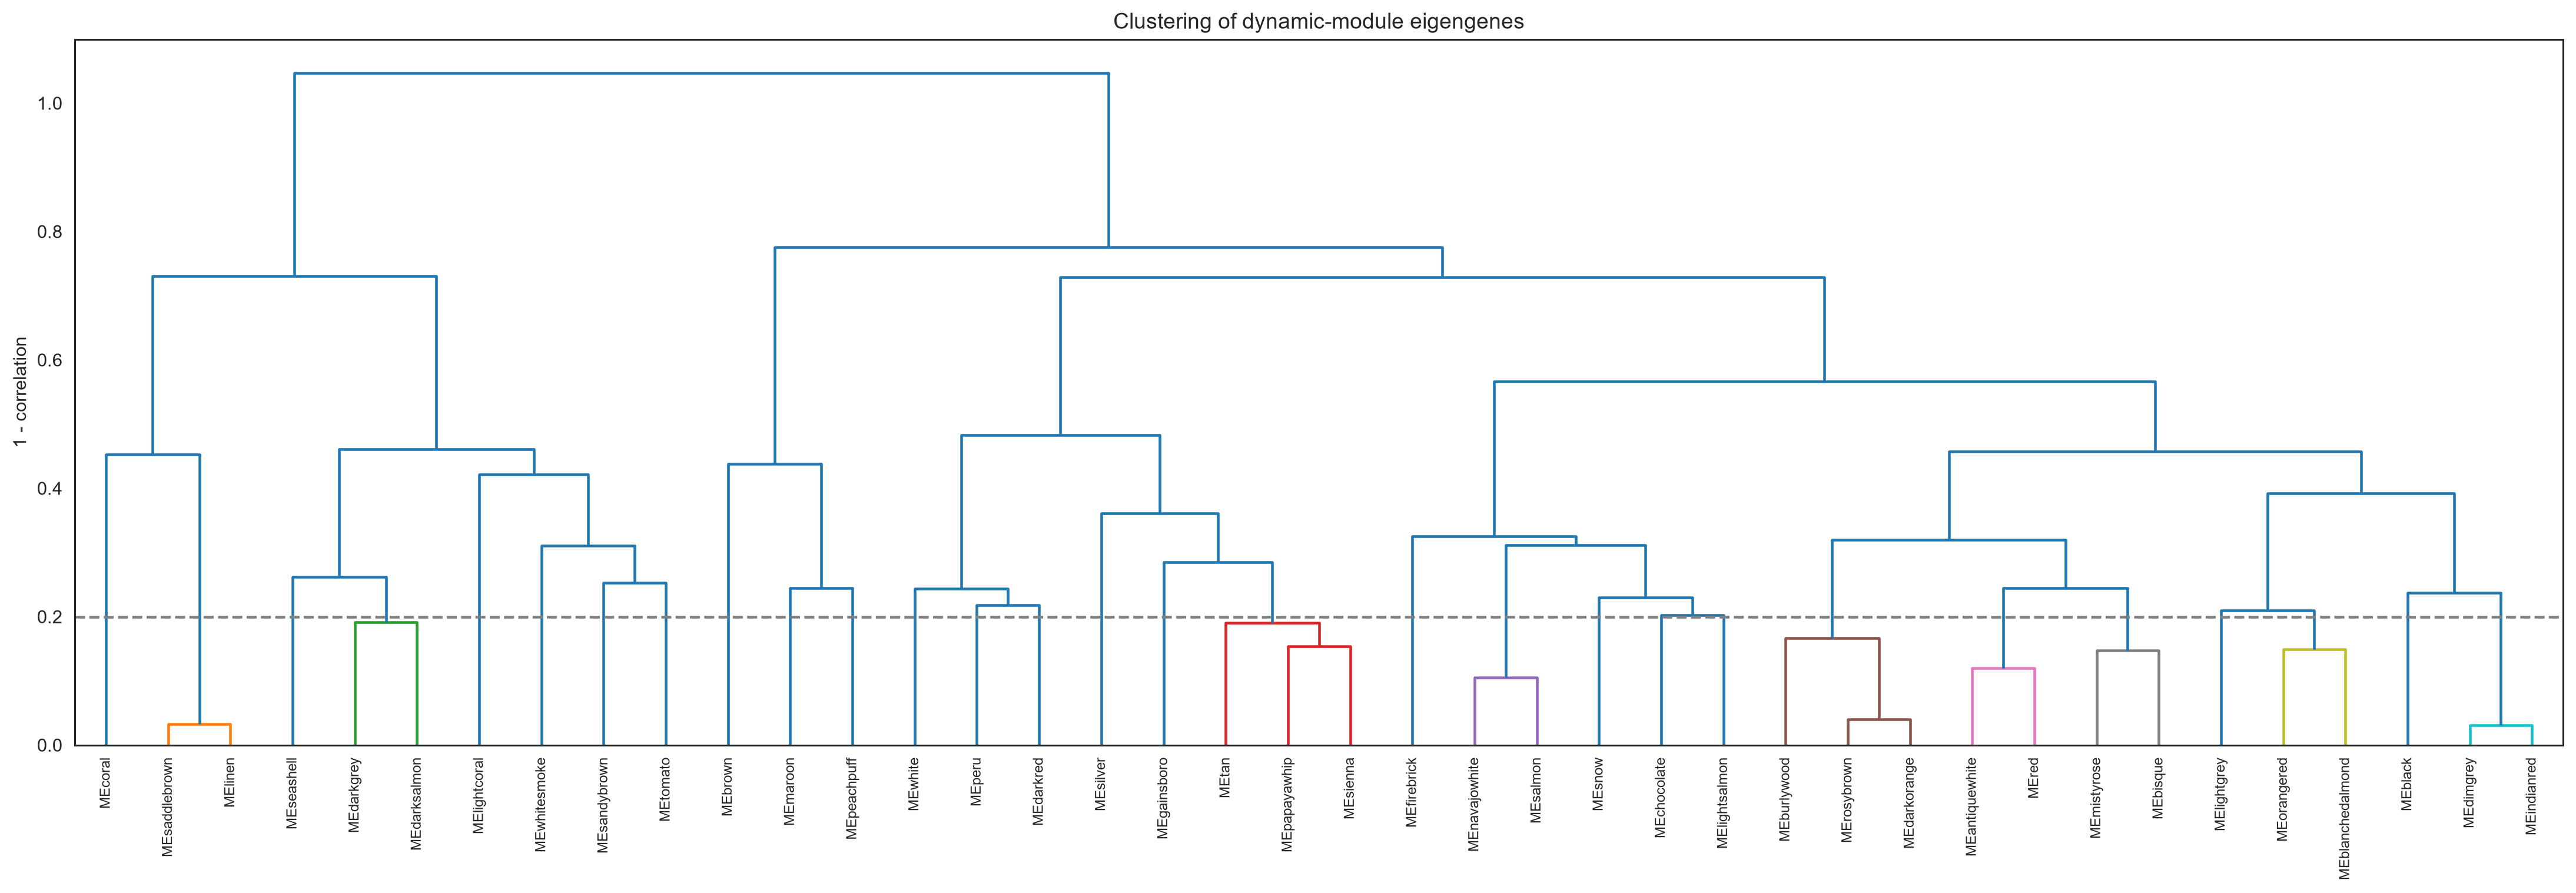 Clustering of dynamic-module eigengenes
1 - correlation
1.0
0.8
0.6
0.4
0.2
0.0
MEcoral
MEsaddlebrown
MElinen
MEseashell
MEdarkgrey
MEdarksalmon
MElightcoral
MEwhitesmoke
MEsandybrown
MEtomato
MEbrown
MEmaroon
MEpeachpuff
MEwhite
MEperu
MEdarkred
MEsilver
MEgainsboro
MEtan
MEpapayawhip
MEsienna
MEfirebrick
MEnavajowhite
MEsalmon
MEsnow
MEchocolate
MElightsalmon
MEburlywood
MErosybrown
MEdarkorange
MEantiquewhite
MEred
MEmistyrose
MEbisque
MElightgrey
MEorangered
MEblanchedalmond
MEblack
MEdimgrey
MEindianred